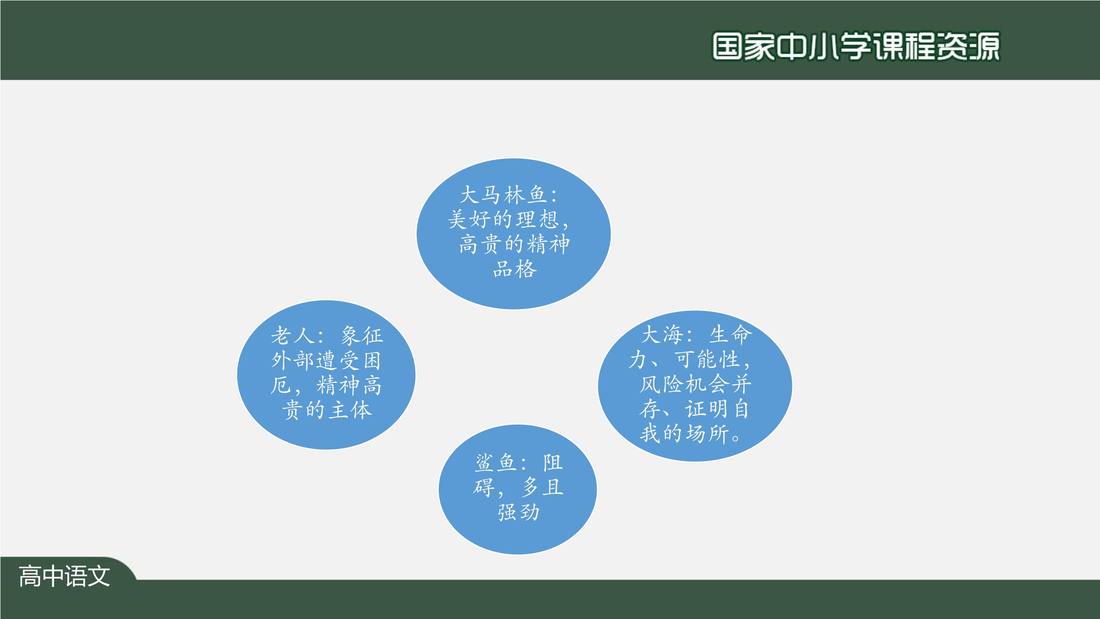 国家中小学课程资源
大马林鱼：
美好的理想，
高贵的精神
品格
老人：象征
外部遭受困
厄，精神高
贵的主体
大海：生命
力、可能性，
风险机会并
存、证明自
我的场所。
鲨鱼：阻
碍，多且
强劲
高中语文